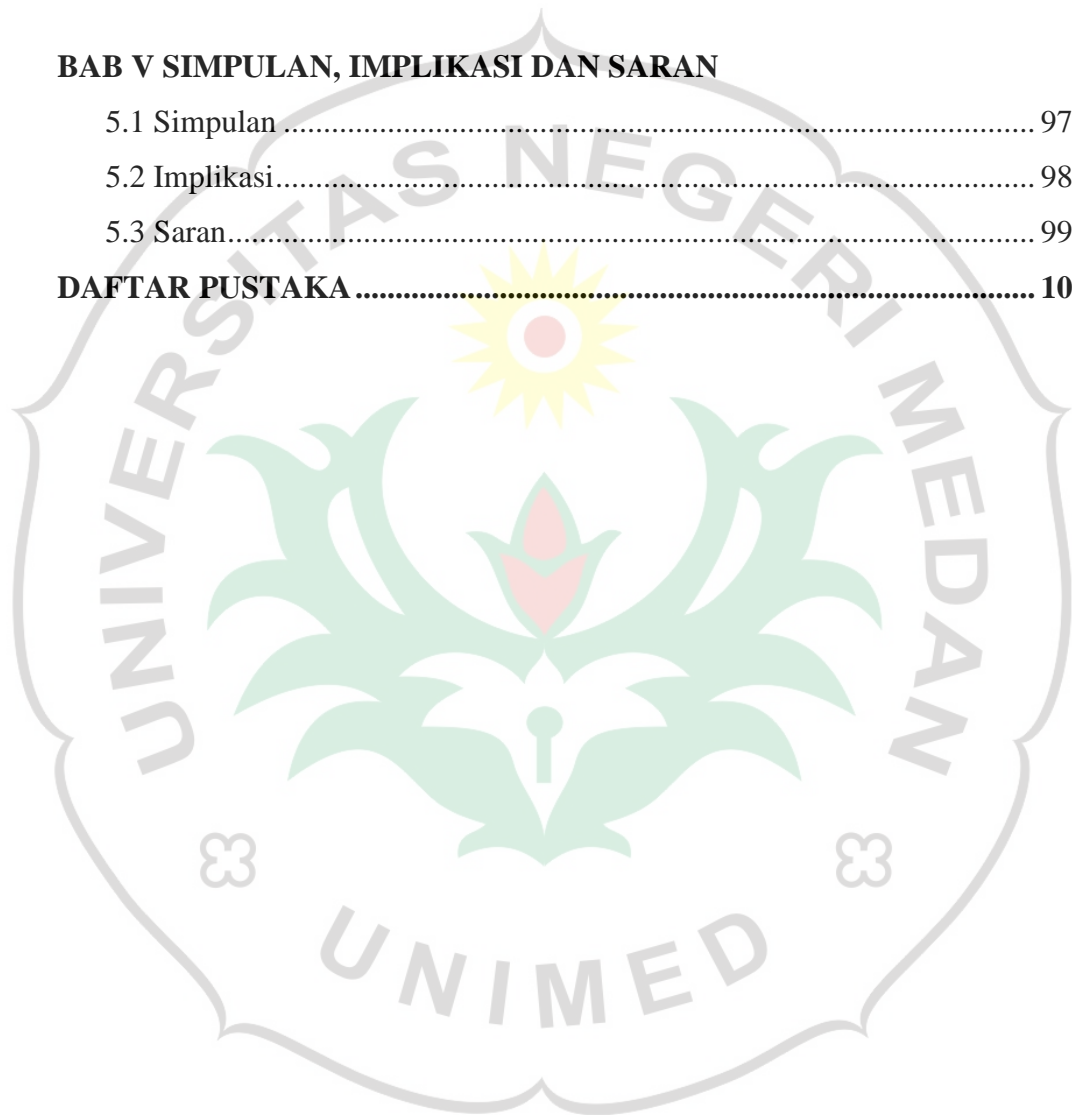 BAB V SIMPULAN, IMPLIKASI DAN SARAN
5.1 Simpulan ............................................................................................. 97
5.2 Implikasi.............................................................................................. 98
5.3 Saran.................................................................................................... 99
DAFTAR PUSTAKA ..................................................................................... 10
UNIVERSITAS NEGERI MEDAN
UNIMED